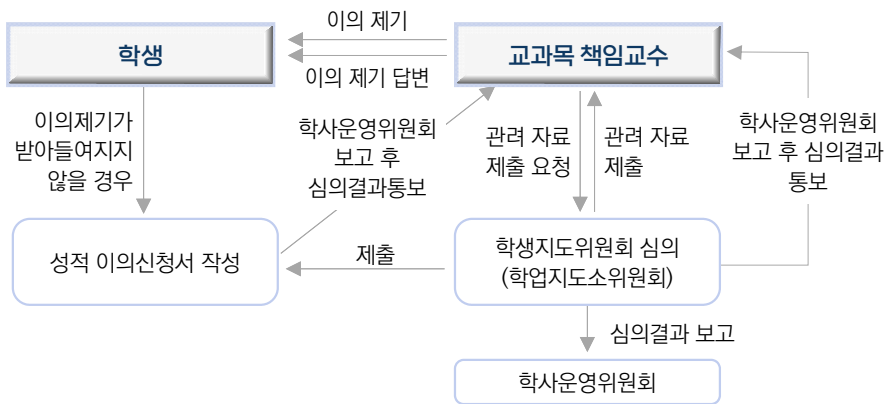 이의 제기
학생
교과목 책임교수
이의 제기 답변
이의제기가
받아들여지지
않을 경우
학사운영위원회
보고 후
심의결과통보
관려 자료
제출 요청
관려 자료
제출
학사운영위원회
보고 후 심의결과
통보
성적 이의신청서 작성
제출
학생지도위원회 심의
(학업지도소위원회)
심의결과 보고
학사운영위원회